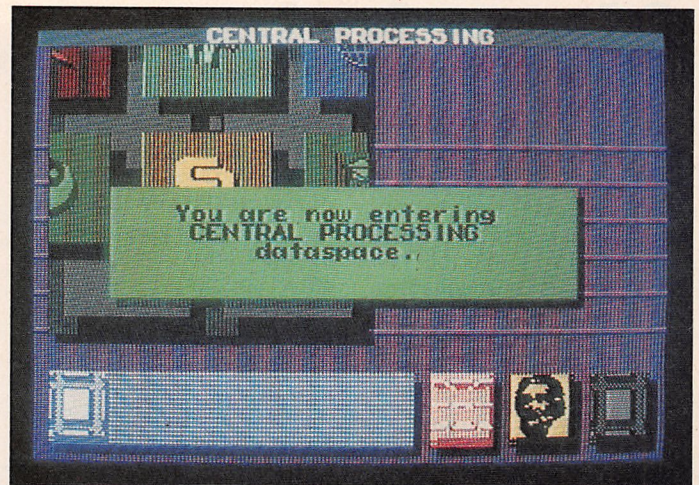 CENTRAL PROCESSING
S
You are now entering
CENTRAL PROCESSING
dataspace.